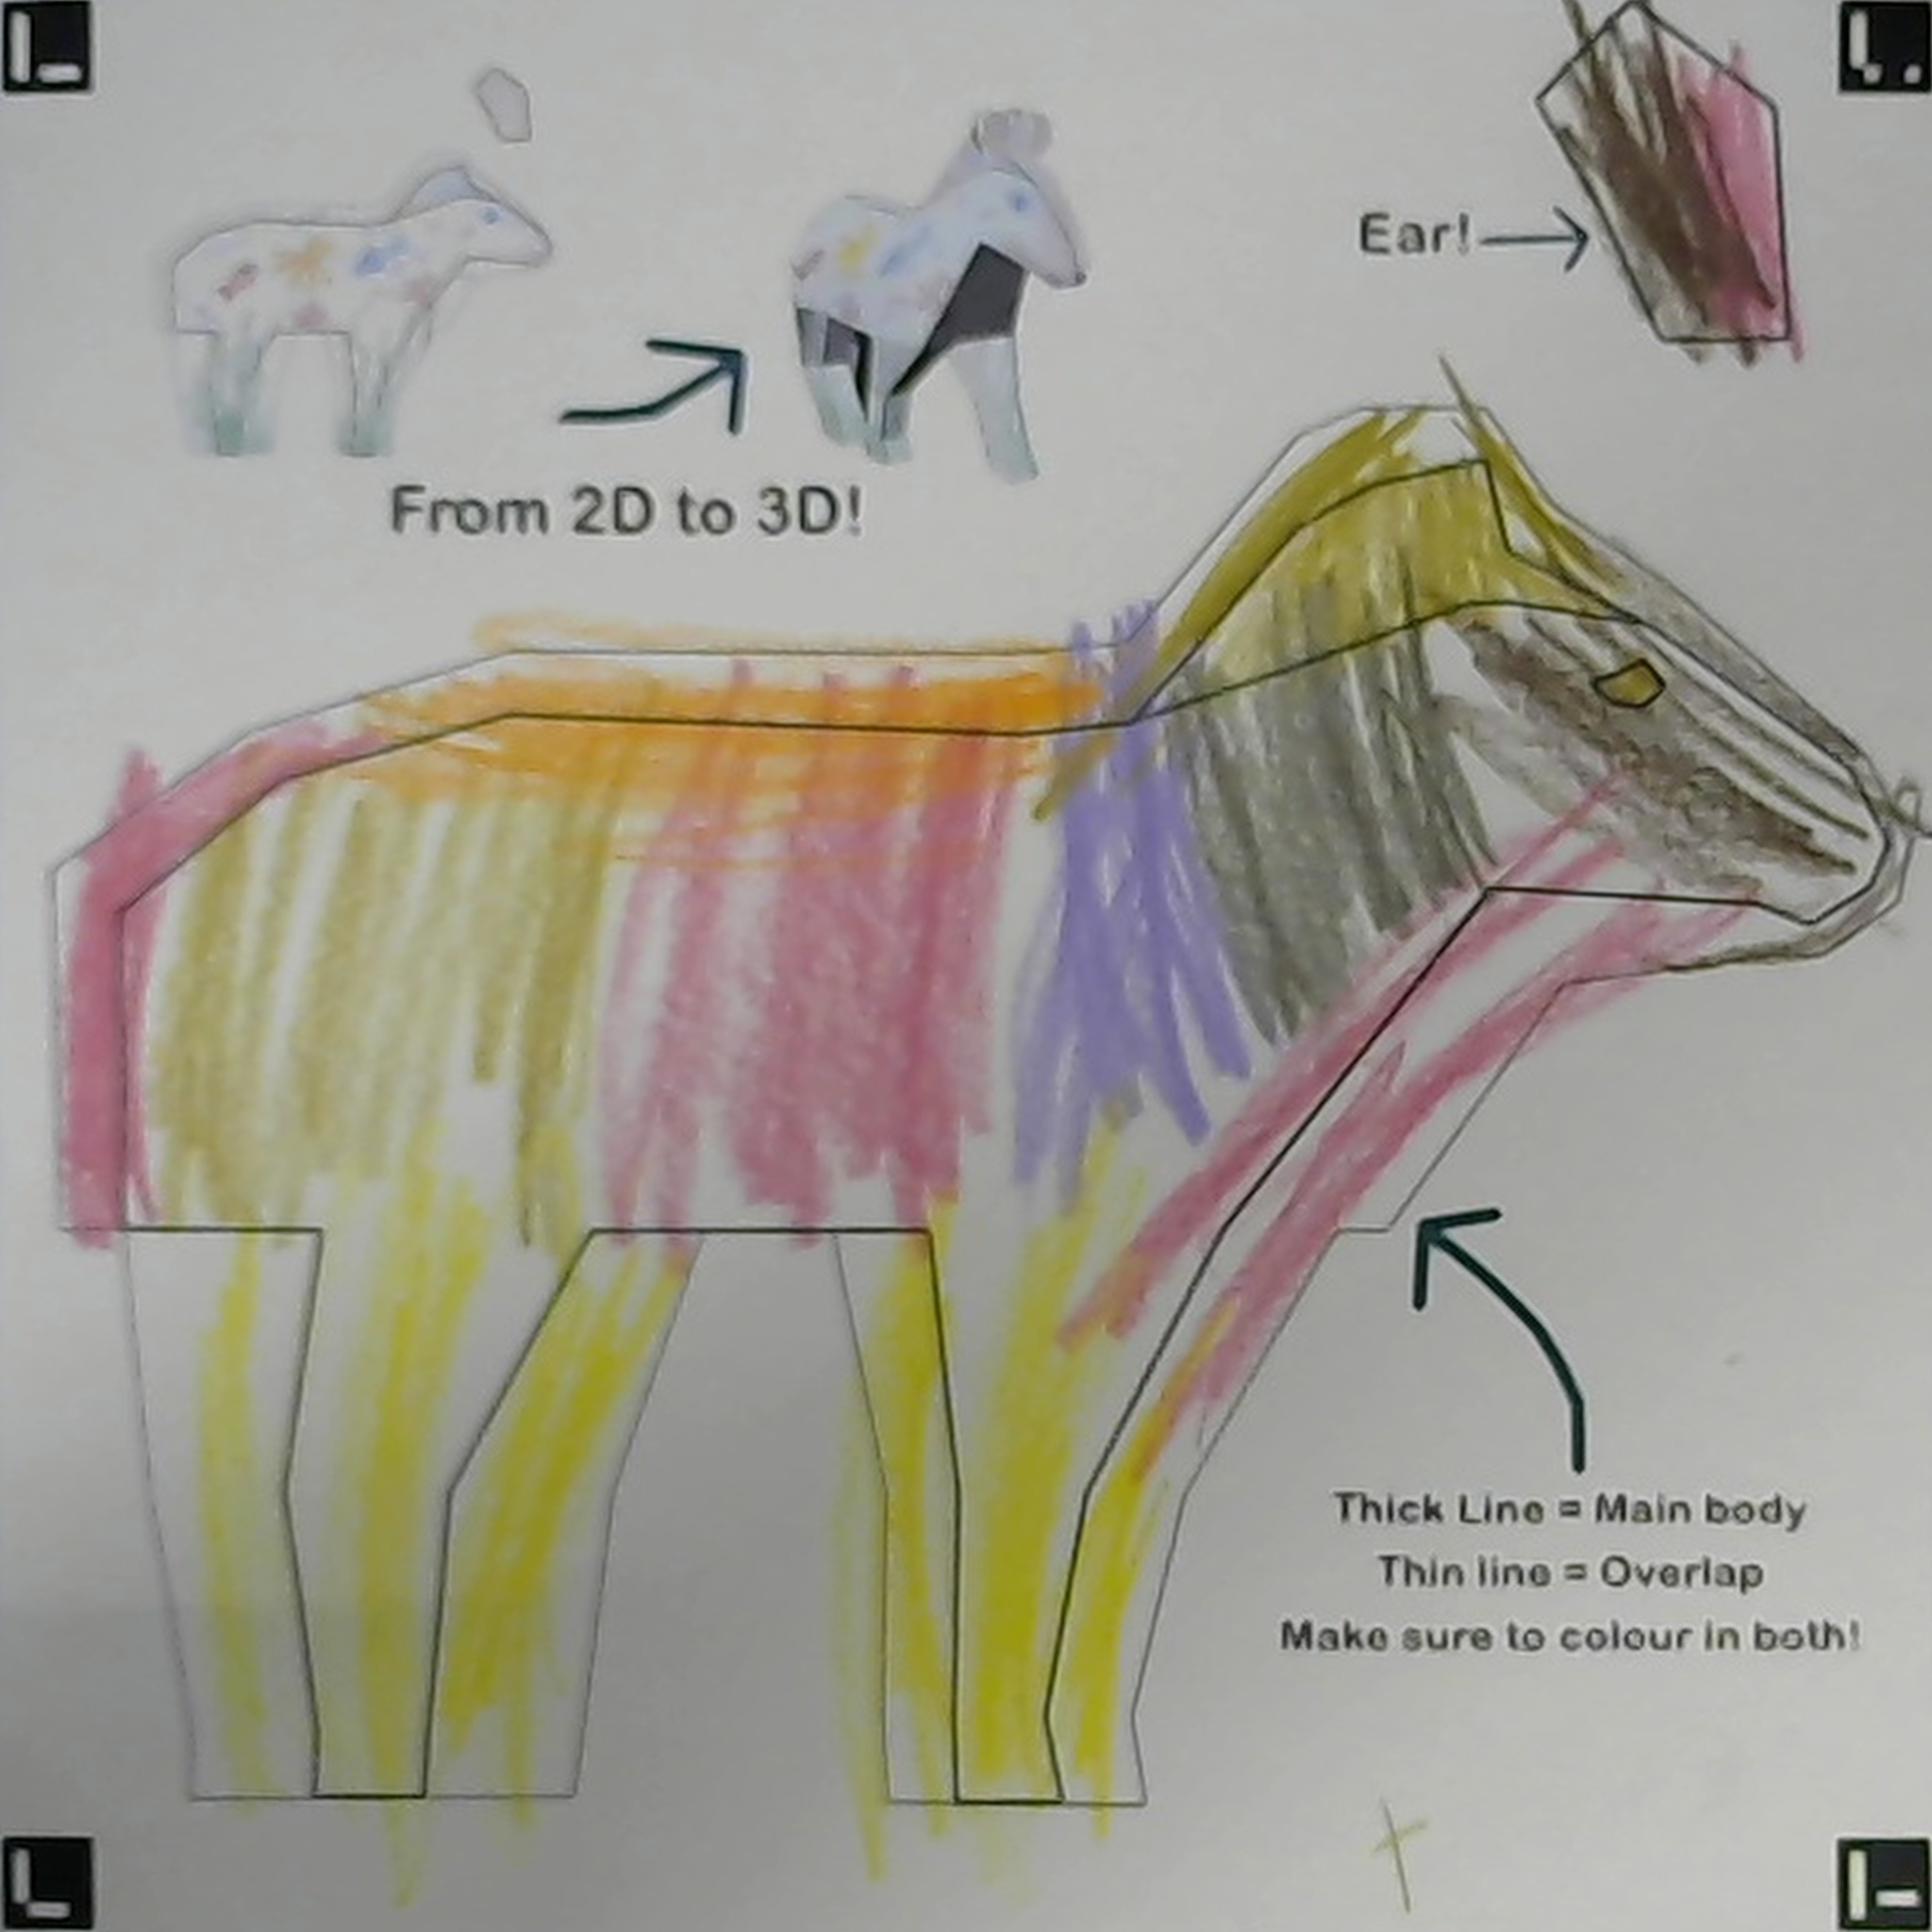 Ear!
From 2D to 3D!
Thick Line = Main body
Thin line = Overlap
Make sure to colour in both!